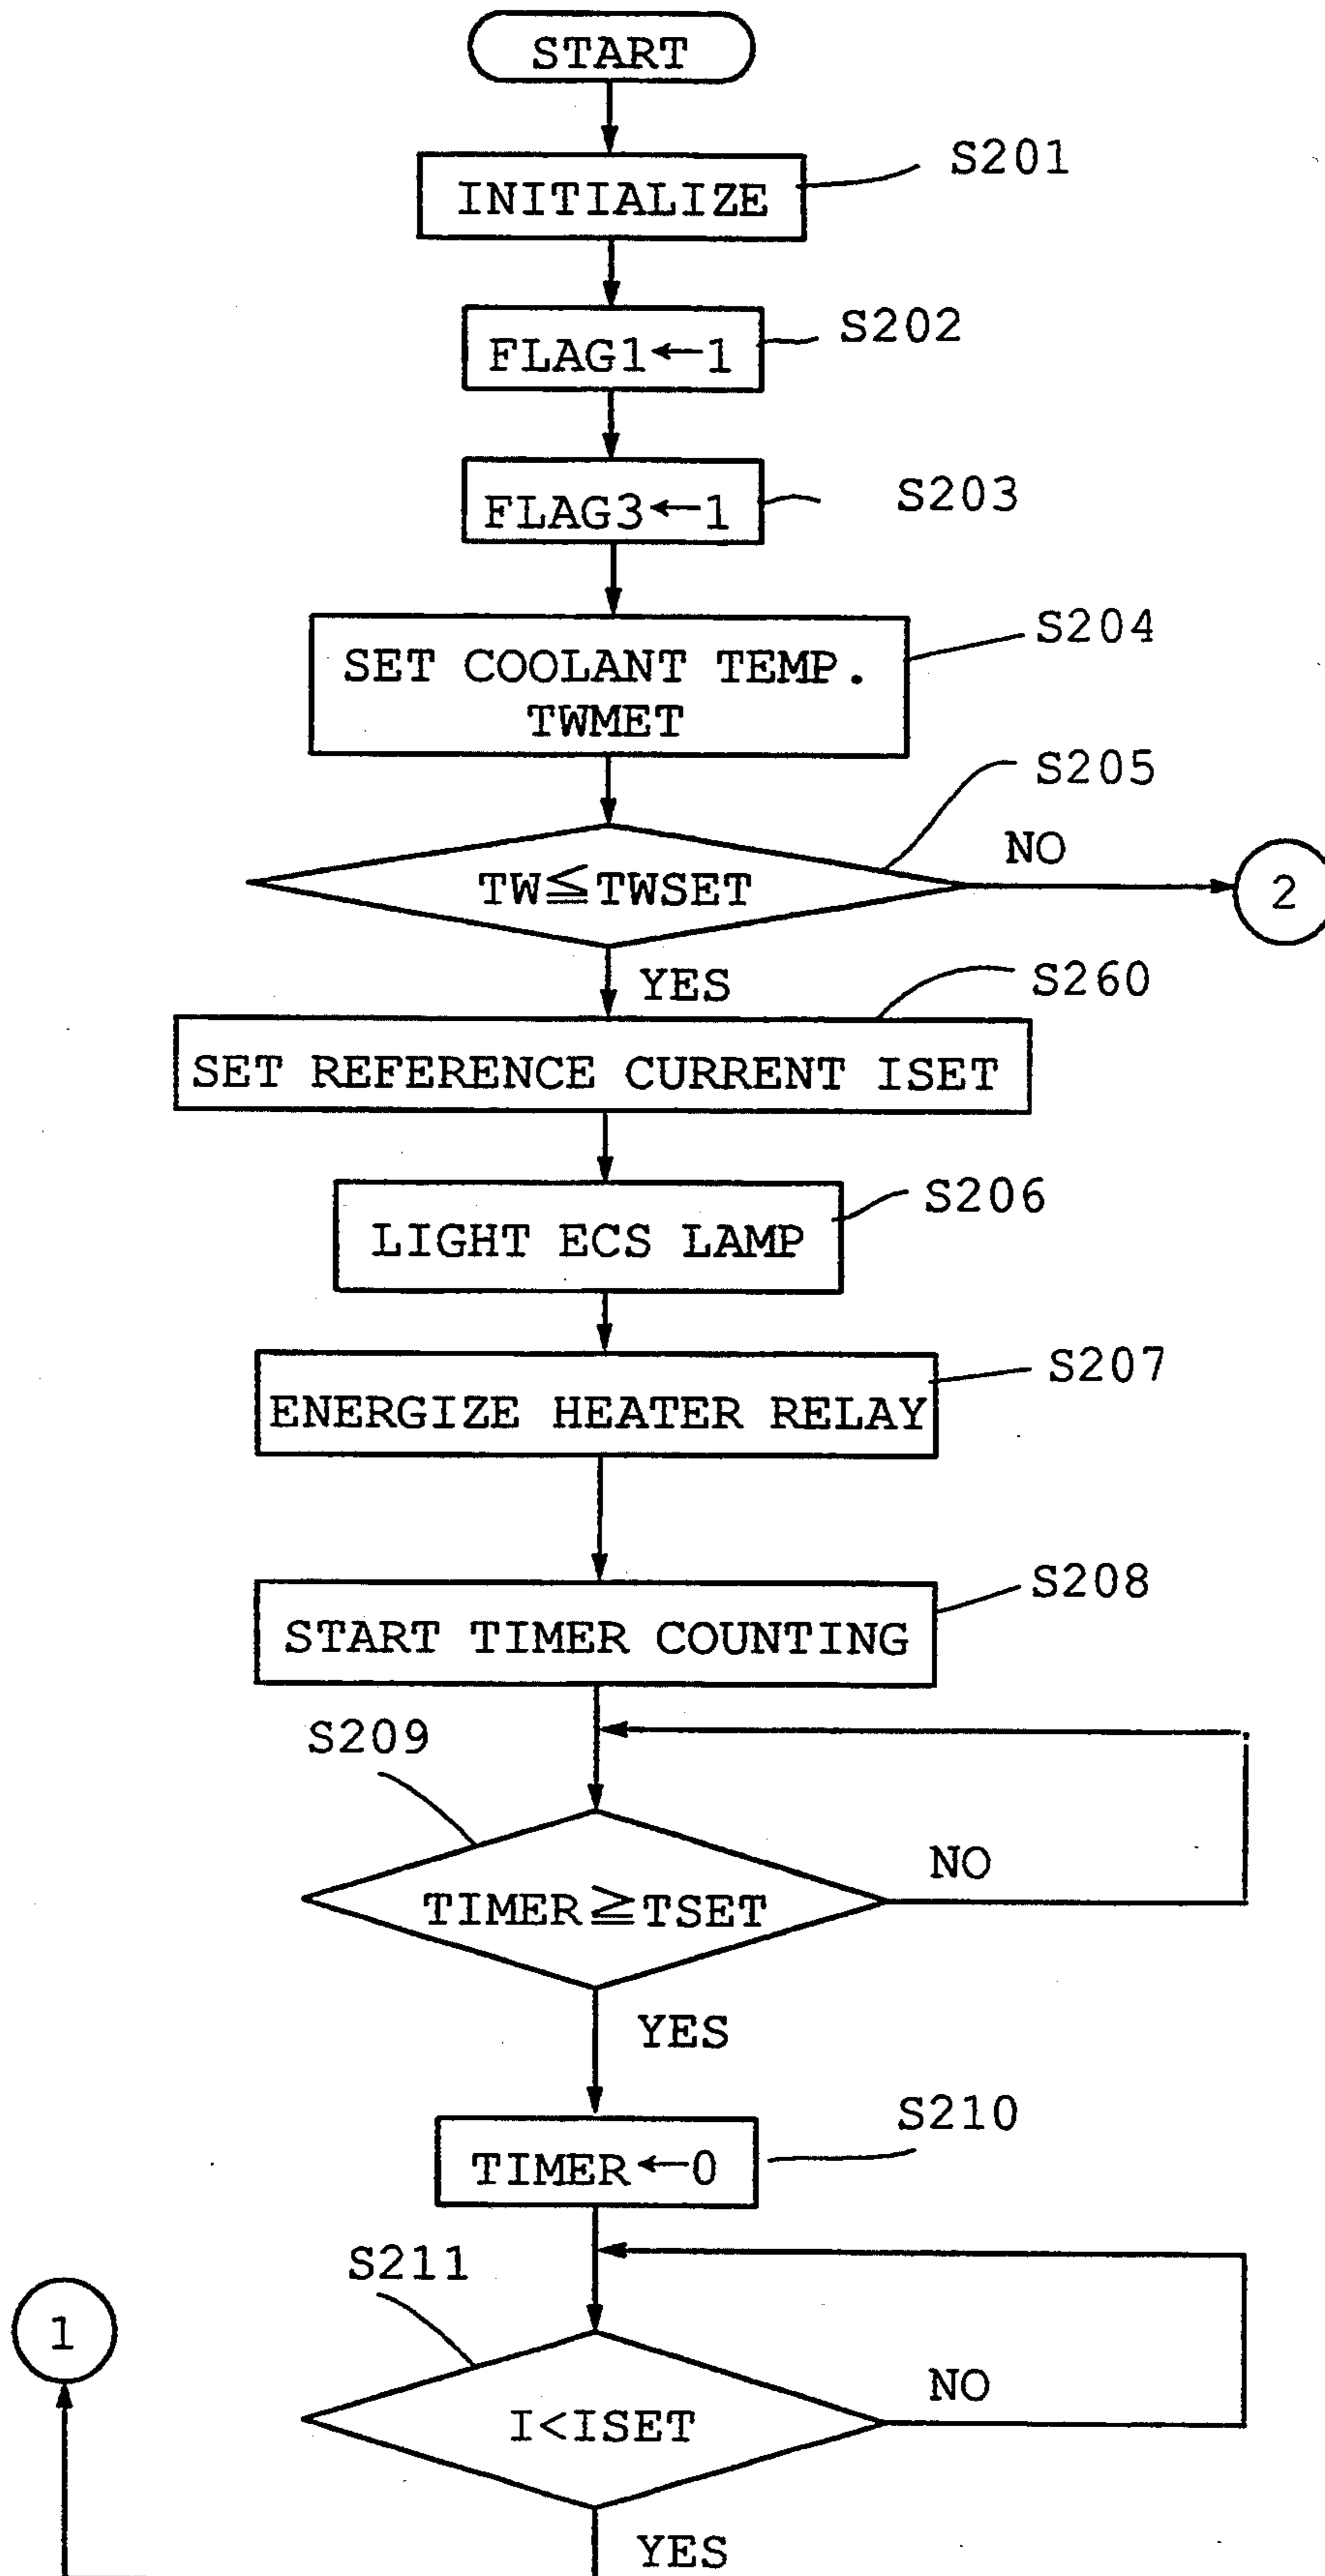 START
S201
INITIALIZE
S202
FLAG1←1
S203
FLAG3←1
S204
SET COOLANT TEMP.
TWMET
S205
NO
TW≦TWSET
2
YES
S260
SET REFERENCE CURRENT ISET
S206
LIGHT ECS LAMP
S207
ENERGIZE HEATER RELAY
S208
START TIMER COUNTING
S209
NO
TIMER≧TSET
YES
S210
TIMER←0
S211
1
NO
I<ISET
YES